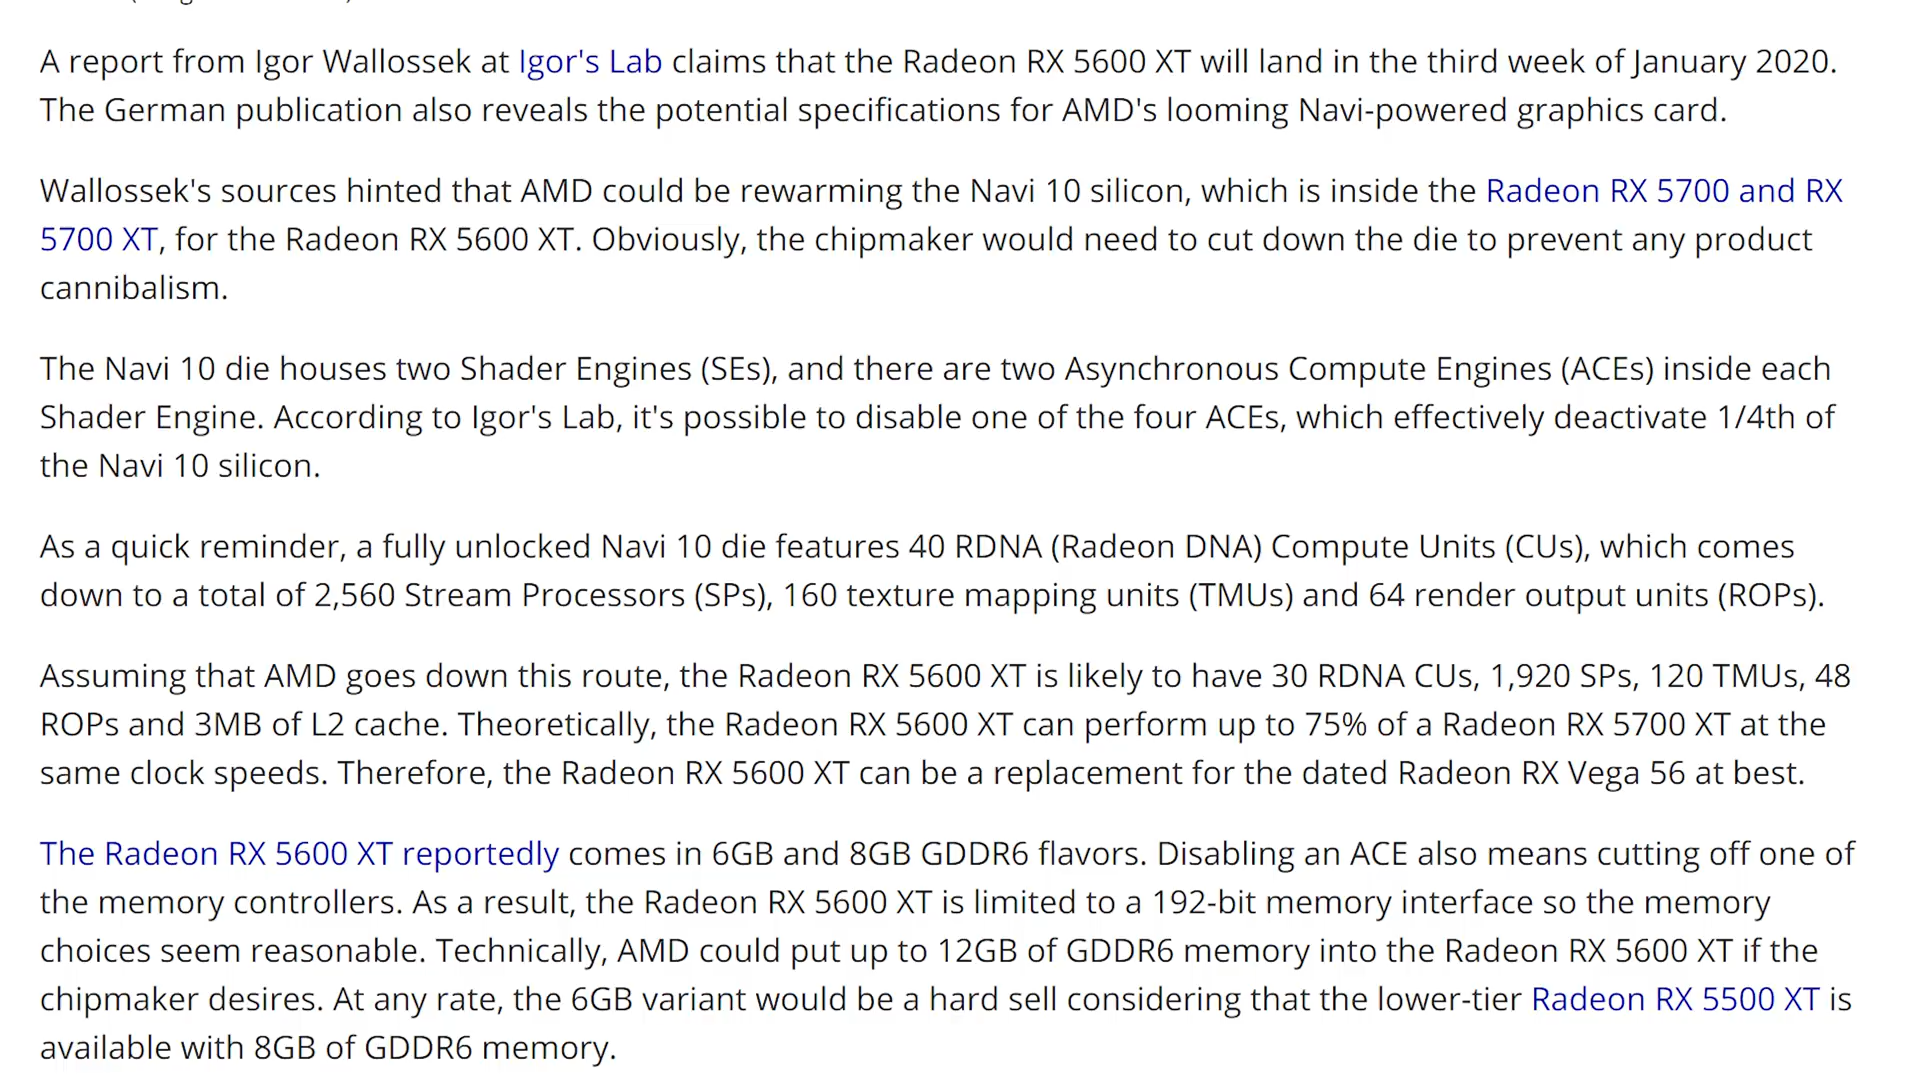 A report from Igor Wallossek at Igor's Lab claims that the Radeon RX 5600 XT will land in the third week of January 2020.
The German publication also reveals the potential specifications for AMD's looming Navi-powered graphics card.
Wallossek's sources hinted that AMD could be rewarming the Navi 10 silicon, which is inside the Radeon RX 5700 and RX
5700 XT, for the Radeon RX 5600 XT. Obviously, the chipmaker would need to cut down the die to prevent any product
cannibalism.
The Navi 10 die houses two Shader Engines (SEs), and there are two Asynchronous Compute Engines (ACEs) inside each
Shader Engine. According to Igor's Lab, it's possible to disable one of the four ACEs, which effectively deactivate 1/4th of
the Navi 10 silicon.
As a quick reminder, a fully unlocked Navi 10 die features 40 RDNA (Radeon DNA) Compute Units (CUs), which comes
down to a total of 2,560 Stream Processors (SPs), 160 texture mapping units (TMUs) and 64 render output units (ROPs).
Assuming that AMD goes down this route, the Radeon RX 5600 XT is likely to have 30 RDNA CUs, 1,920 SPs, 120 TMUs, 48
ROPs and 3MB of L2 cache. Theoretically, the Radeon RX 5600 XT can perform up to 75% of a Radeon RX 5700 XT at the
same clock speeds. Therefore, the Radeon RX 5600 XT can be a replacement for the dated Radeon RX Vega 56 at best.
The Radeon RX 5600 XT reportedly comes in 6GB and 8GB GDDR6 flavors. Disabling an ACE also means cutting off one of
the memory controllers. As a result, the Radeon RX 5600 XT is limited to a 192-bit memory interface so the memory
choices seem reasonable. Technically, AMD could put up to 12GB of GDDR6 memory into the Radeon RX 5600 XT if the
chipmaker desires. At any rate, the 6GB variant would be a hard sell considering that the lower-tier Radeon RX 5500 XT is
available with 8GB of GDDR6 memory.